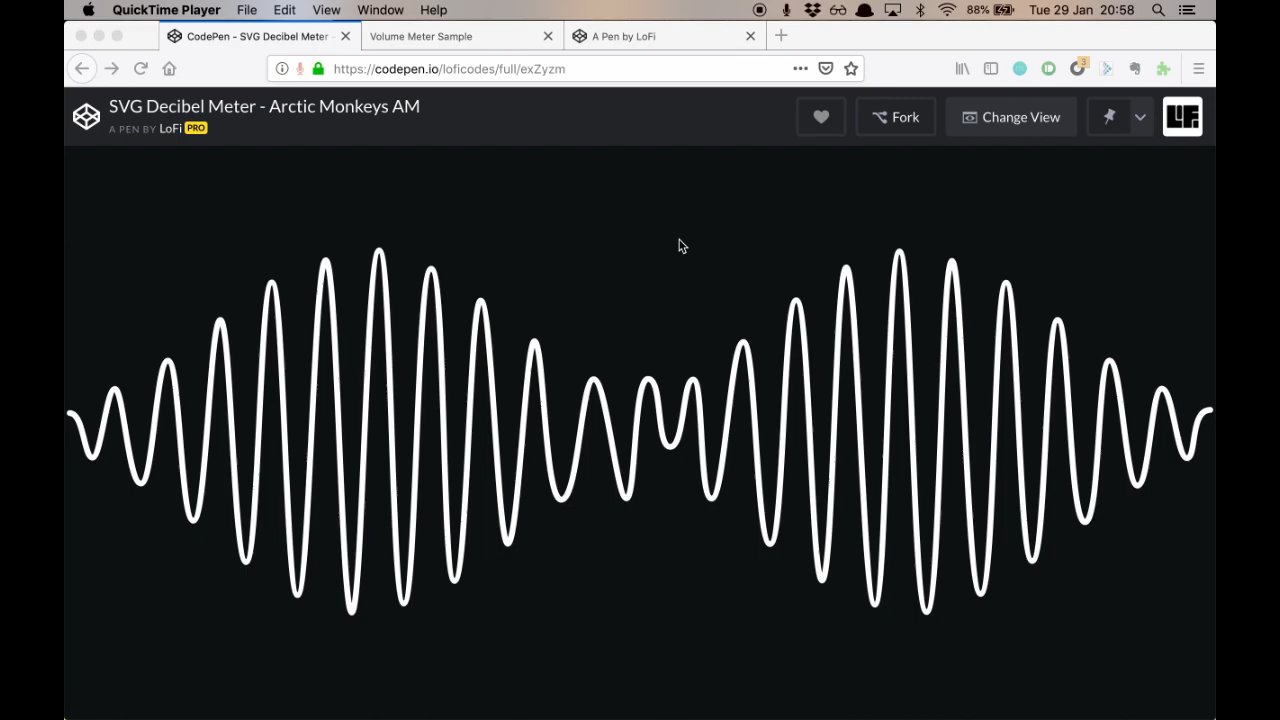 QuickTime Player File Edit View Window Help 88% Tue 29 Jan 20:58
CodePen - SVG Decibel Meter - Volume Meter Sample A Pen by LoFi
https://codepen.io/loficodes/full/exZyzm 3
SVG Decibel Meter - Arctic Monkeys AM
A PEN BY LoFi PRO
Fork Change View LiFi